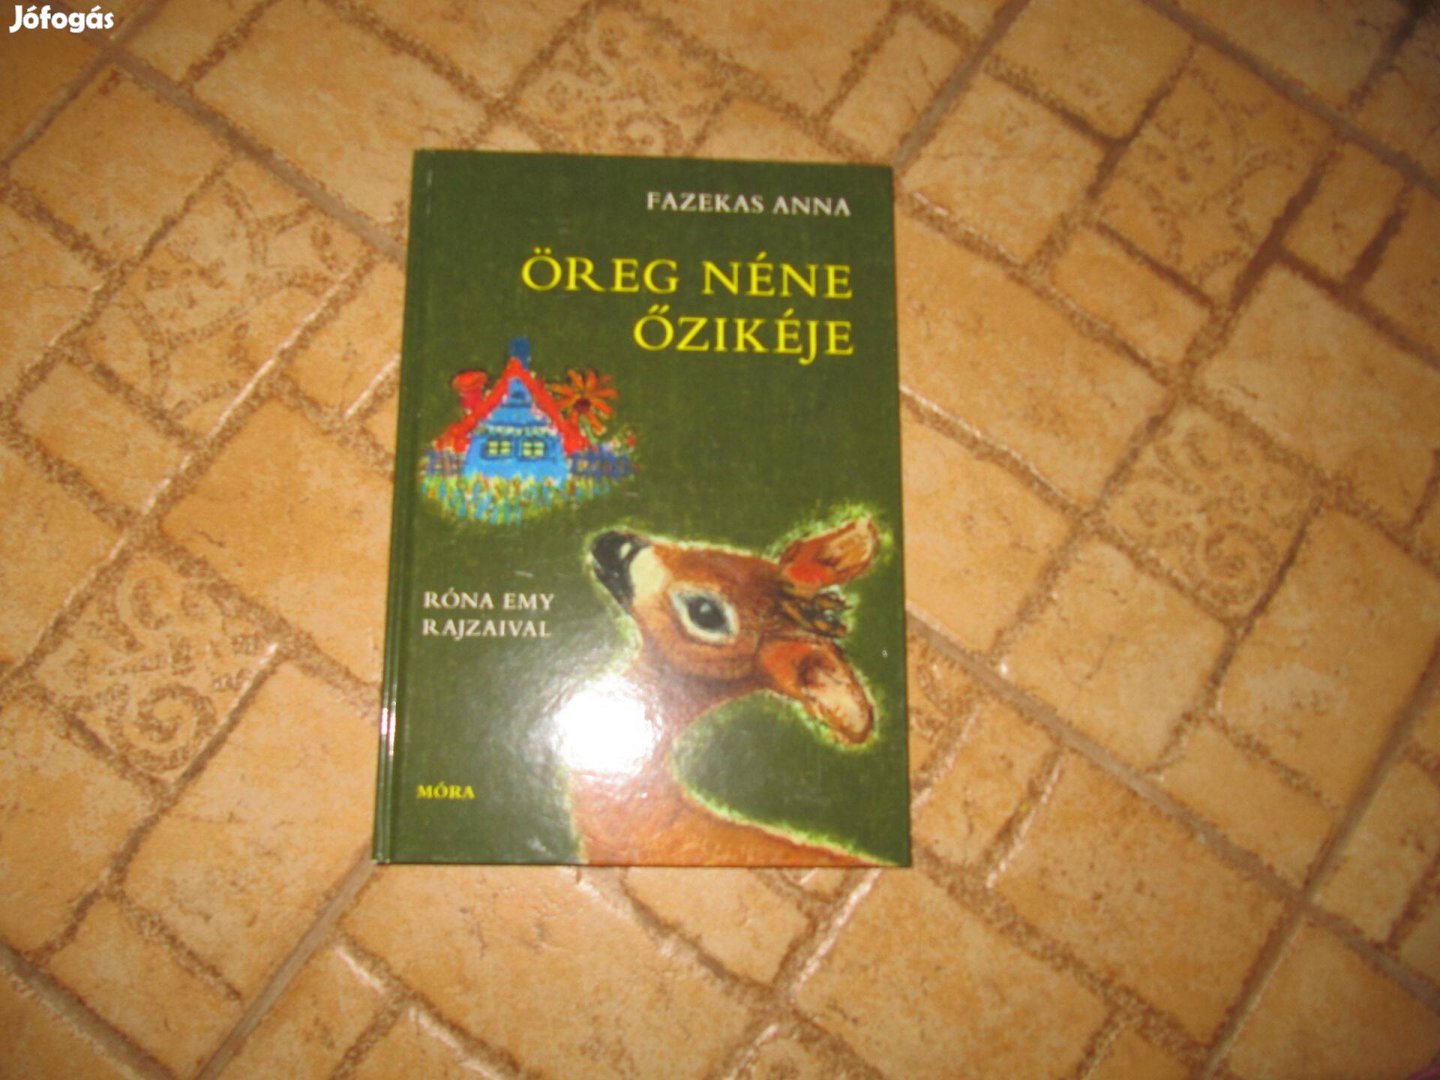 Jófogás
FAZEKAS ANNA
ÖREG NÉNE
ŐZIKÉJE
RÓNA EMY
RAJZAIVAL
MÓRA